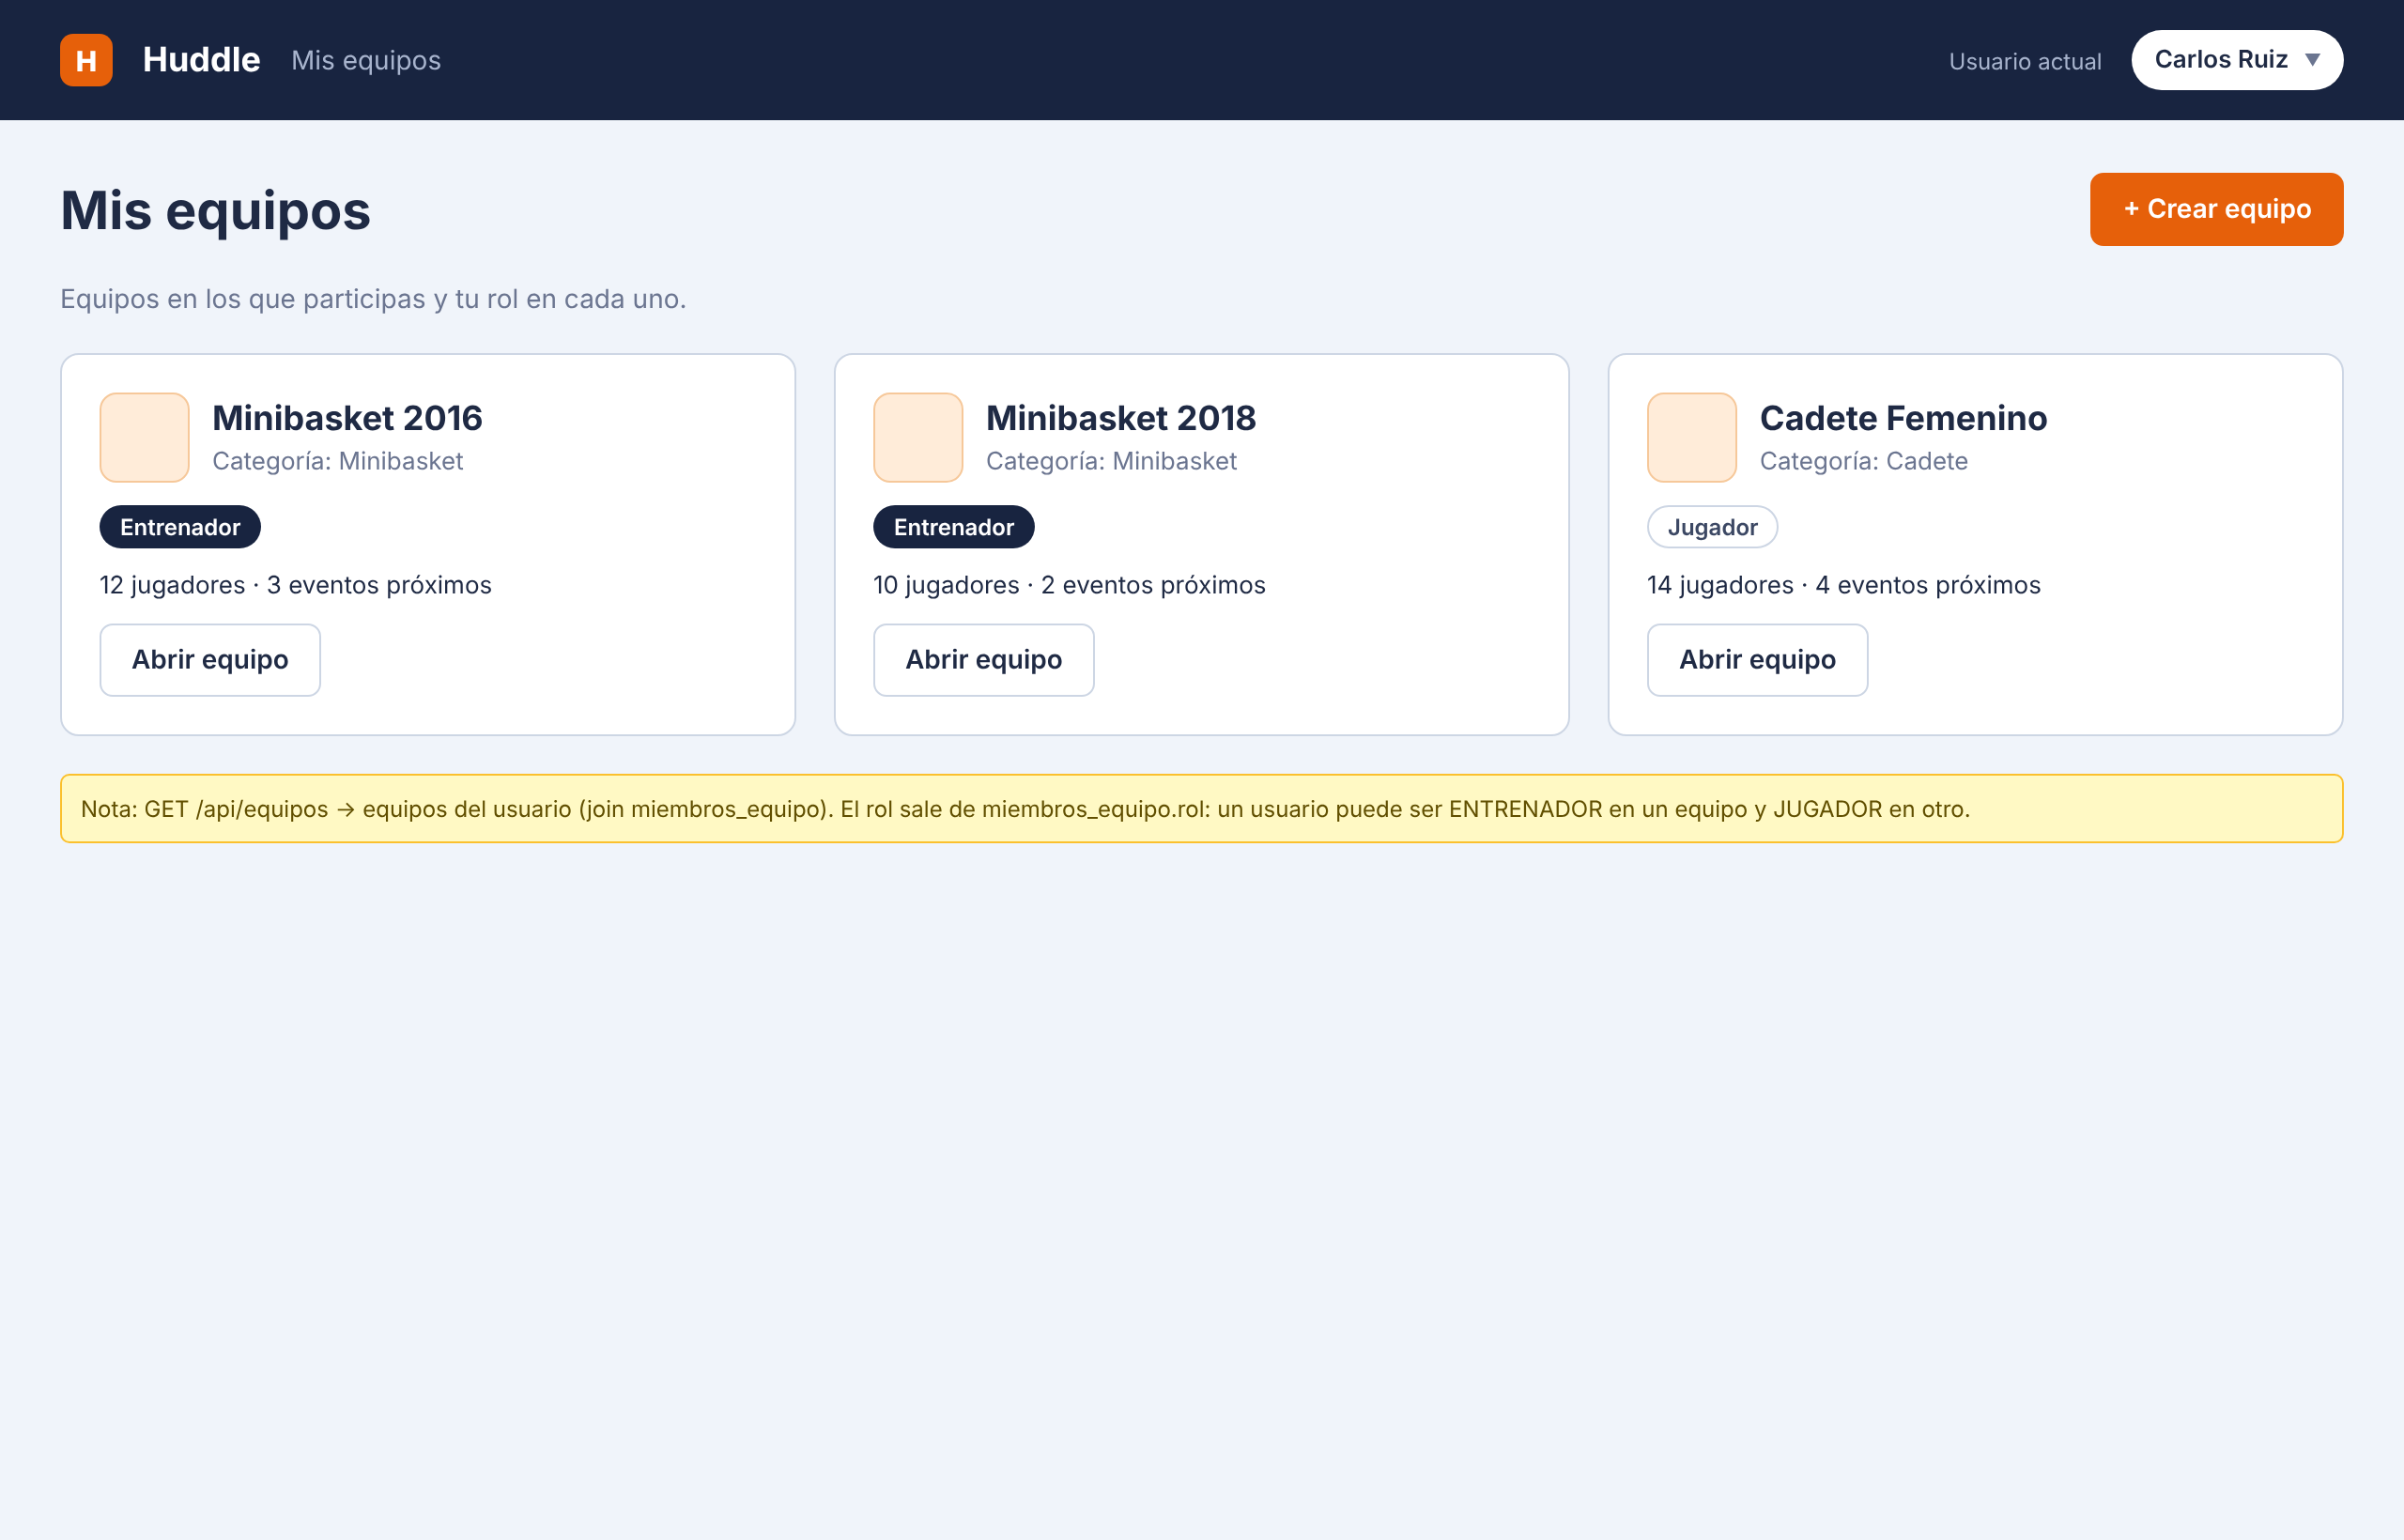 H Huddle Mis equipos Usuario actual Carlos Ruiz ▼
Mis equipos
+ Crear equipo
Equipos en los que participas y tu rol en cada uno.
Minibasket 2016
Categoría: Minibasket
Entrenador
12 jugadores · 3 eventos próximos
Abrir equipo
Minibasket 2018
Categoría: Minibasket
Entrenador
10 jugadores · 2 eventos próximos
Abrir equipo
Cadete Femenino
Categoría: Cadete
Jugador
14 jugadores · 4 eventos próximos
Abrir equipo
Nota: GET /api/equipos → equipos del usuario (join miembros_equipo). El rol sale de miembros_equipo.rol: un usuario puede ser ENTRENADOR en un equipo y JUGADOR en otro.